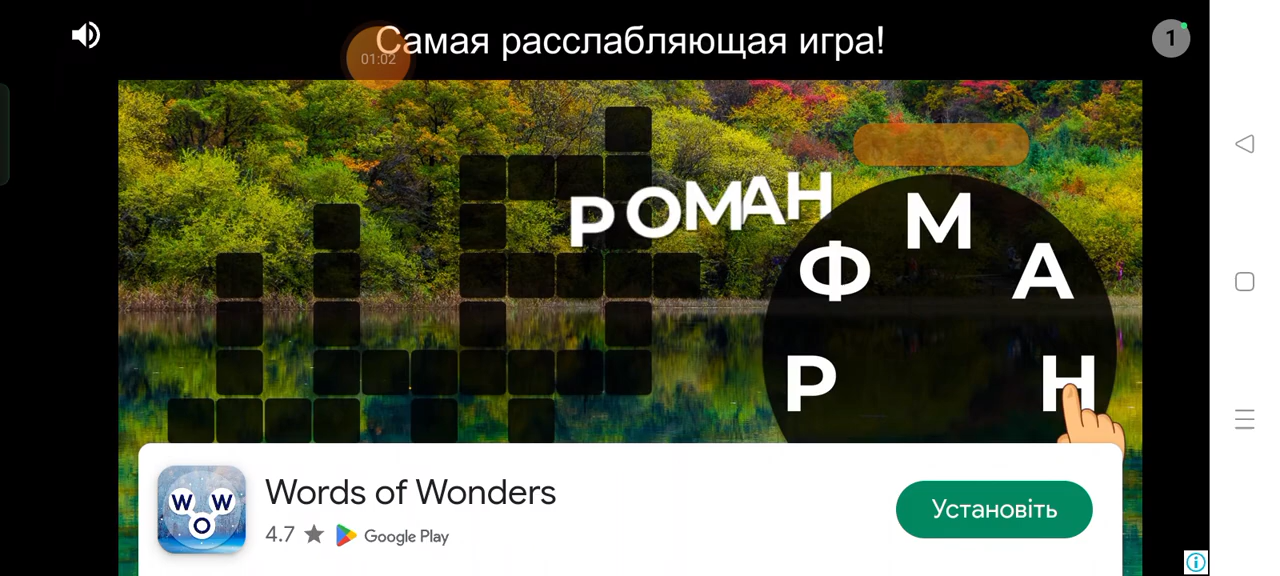 Самая расслабляющая игра!
01:02
1
РОМАН
М
Ф
А
Р
Н
W W
O
Words of Wonders
4.7 ★ Google Play
Установіть